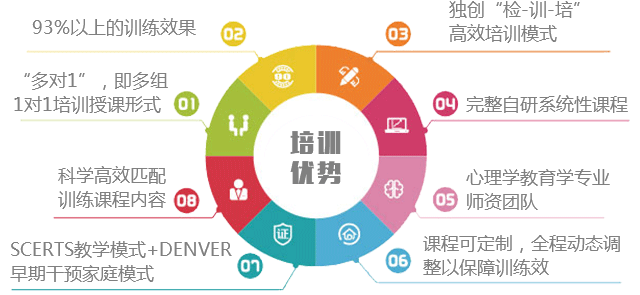 培训
优势
01
“多对1”，即多组
1对1培训授课形式
02
93%以上的训练效果
03
独创“检-训-培”
高效培训模式
04
完整自研系统性课程
05
心理学教育学专业
师资团队
06
课程可定制，全程动态调
整以保障训练效
07
SCERTS教学模式+DENVER
早期干预家庭模式
08
科学高效匹配
训练课程内容
证